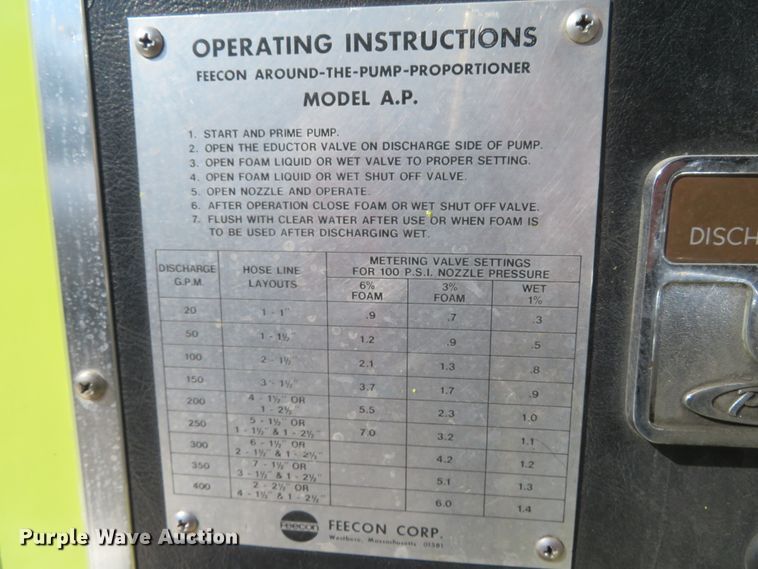 OPERATING INSTRUCTIONS
FEECON AROUND-THE-PUMP-PROPORTIONER
MODEL A.P.
1. START AND PRIME PUMP.
2. OPEN THE EDUCTOR VALVE ON DISCHARGE SIDE OF PUMP.
3. OPEN FOAM LIQUID OR WET VALVE TO PROPER SETTING.
4. OPEN FOAM LIQUID OR WET SHUT OFF VALVE.
5. OPEN NOZZLE AND OPERATE.
6. AFTER OPERATION CLOSE FOAM OR WET SHUT OFF VALVE.
7. FLUSH WITH CLEAR WATER AFTER USE OR WHEN FOAM IS
TO BE USED AFTER DISCHARGING WET.
DISCHARGE G.P.M. HOSE LINE LAYOUTS METERING VALVE SETTINGS
FOR 100 P.S.I. NOZZLE PRESSURE
6% FOAM 3% FOAM WET 1%
20 1 - 1" .9 .7 .3
50 1 - 1½" 1.2 .9 .5
100 2 - 1½" 2.1 1.3 .8
150 3 - 1½" 3.7 1.7 .9
200 4 - 1½" OR 1 - 2½" 5.5 2.3 1.0
250 5 - 1½" OR 1 - 1½" & 1 - 2½" 7.0 3.2 1.1
300 6 - 1½" OR 2 - 1½" & 1 - 2½" 4.2 1.2
350 7 - 1½" OR 3 - 1½" & 1 - 2½" 5.1 1.3
400 2 - 2½" OR 4 - 1½" & 1 - 2½" 6.0 1.4
Feecon FEECON CORP.
Westboro, Massachusetts 01581
DISCH
Purple Wave Auction